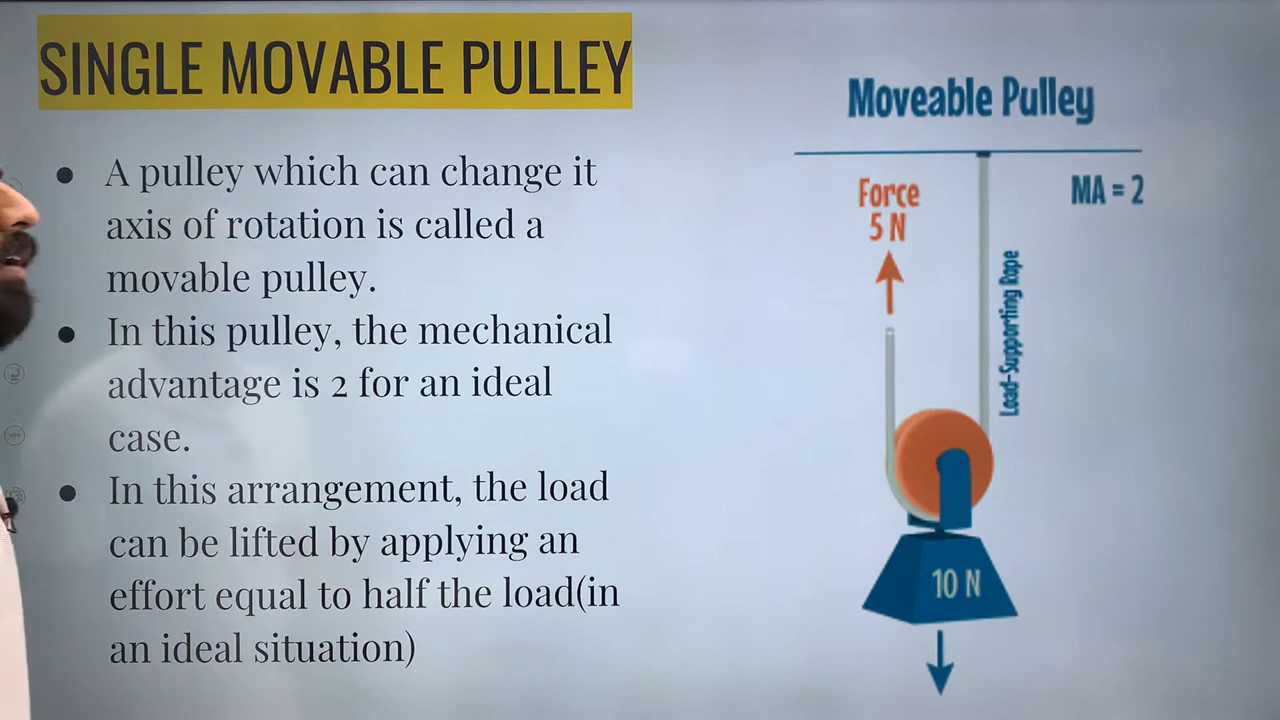 SINGLE MOVABLE PULLEY
● A pulley which can change it
axis of rotation is called a
movable pulley.
● In this pulley, the mechanical
advantage is 2 for an ideal
case.
● In this arrangement, the load
can be lifted by applying an
effort equal to half the load(in
an ideal situation)
Moveable Pulley
Force
5 N
MA = 2
Load-Supporting Rope
10 N